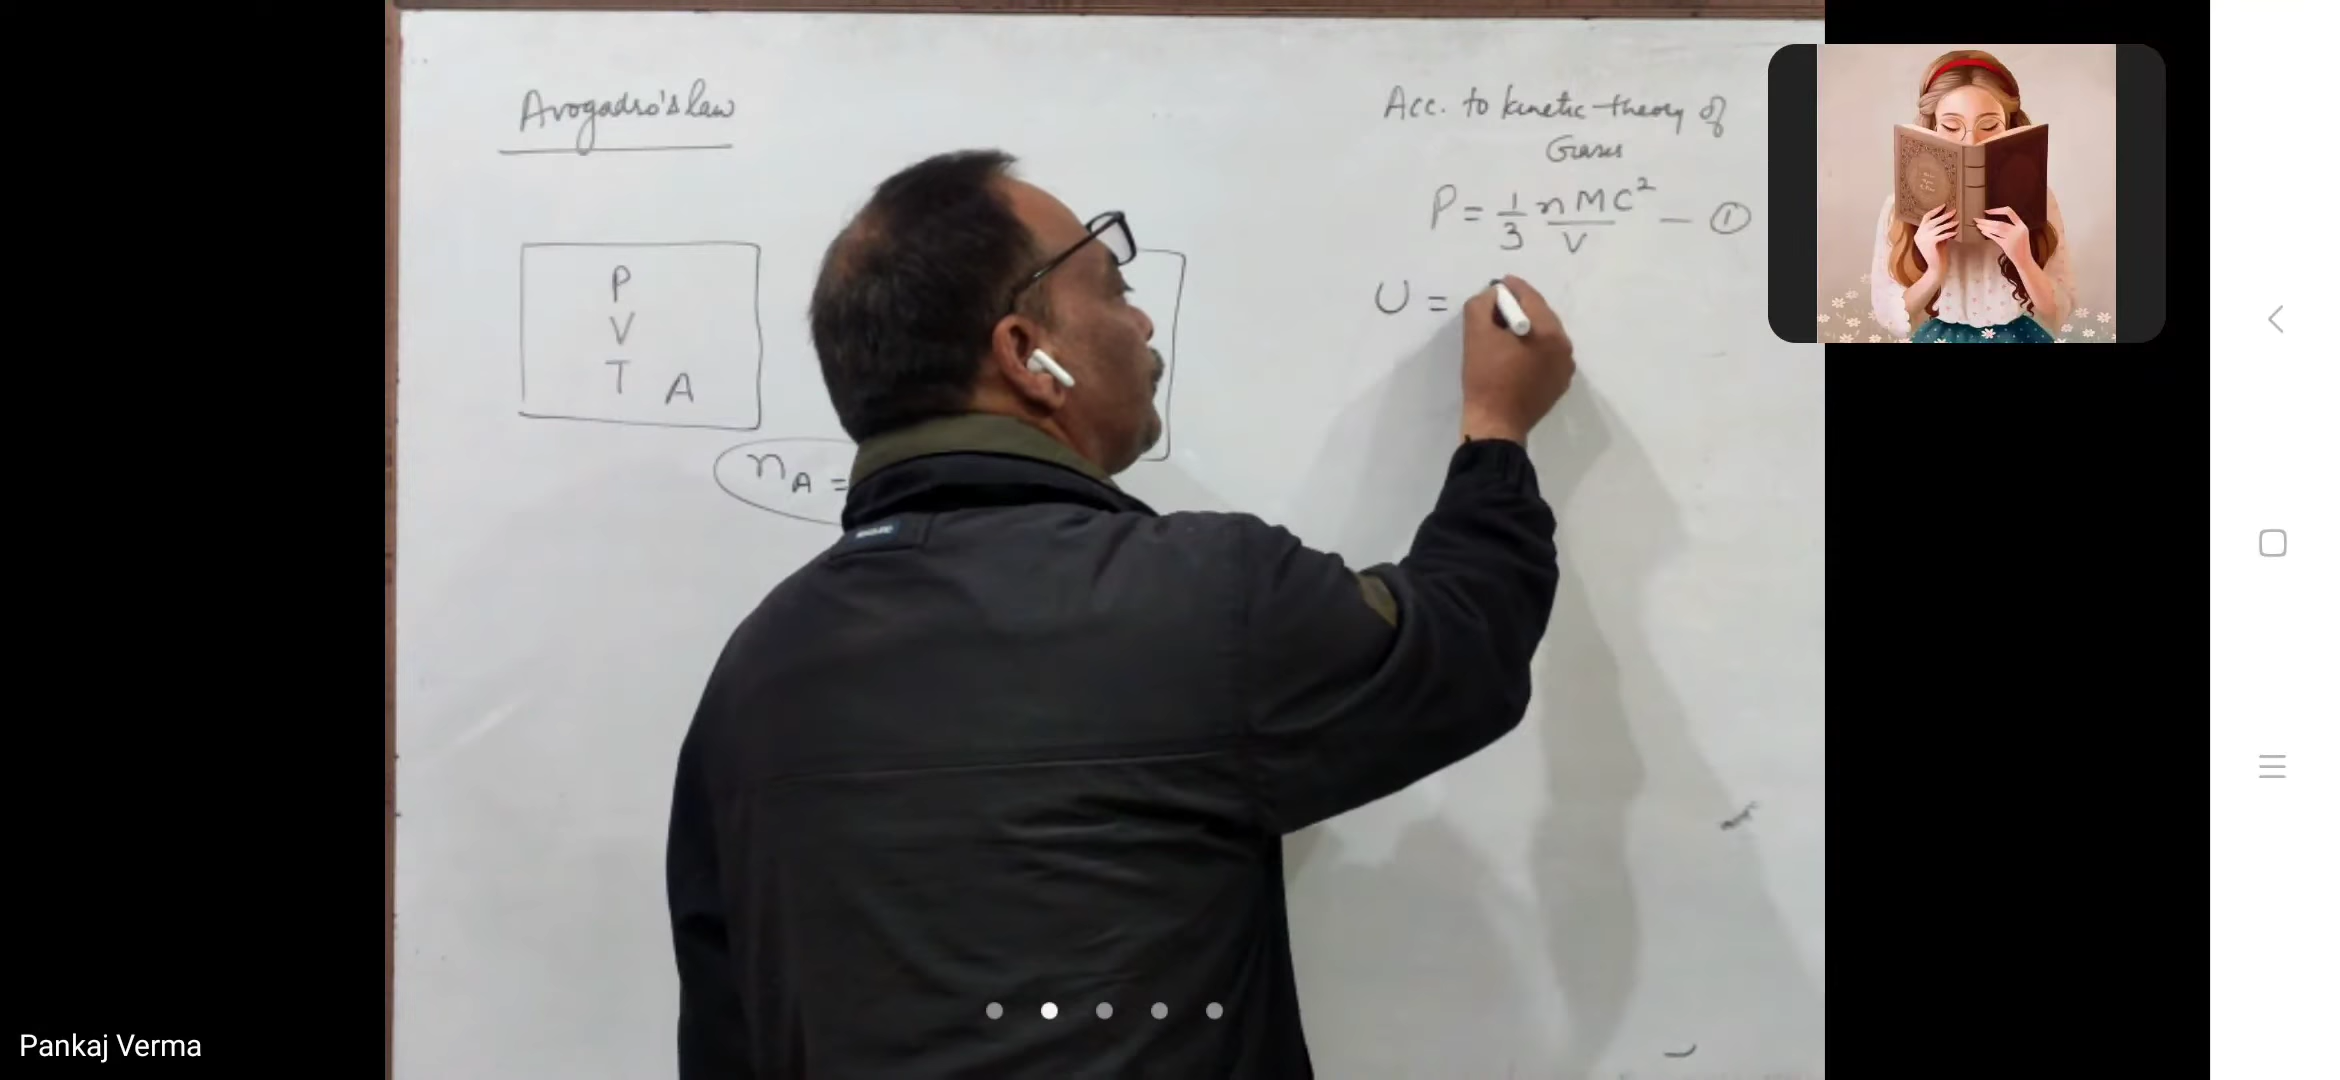 Avogadro's law
P
V
T A
n_A =
Acc. to kinetic theory of
Gases
P = 1/3 nMC²/V — ①
U =
Pankaj Verma